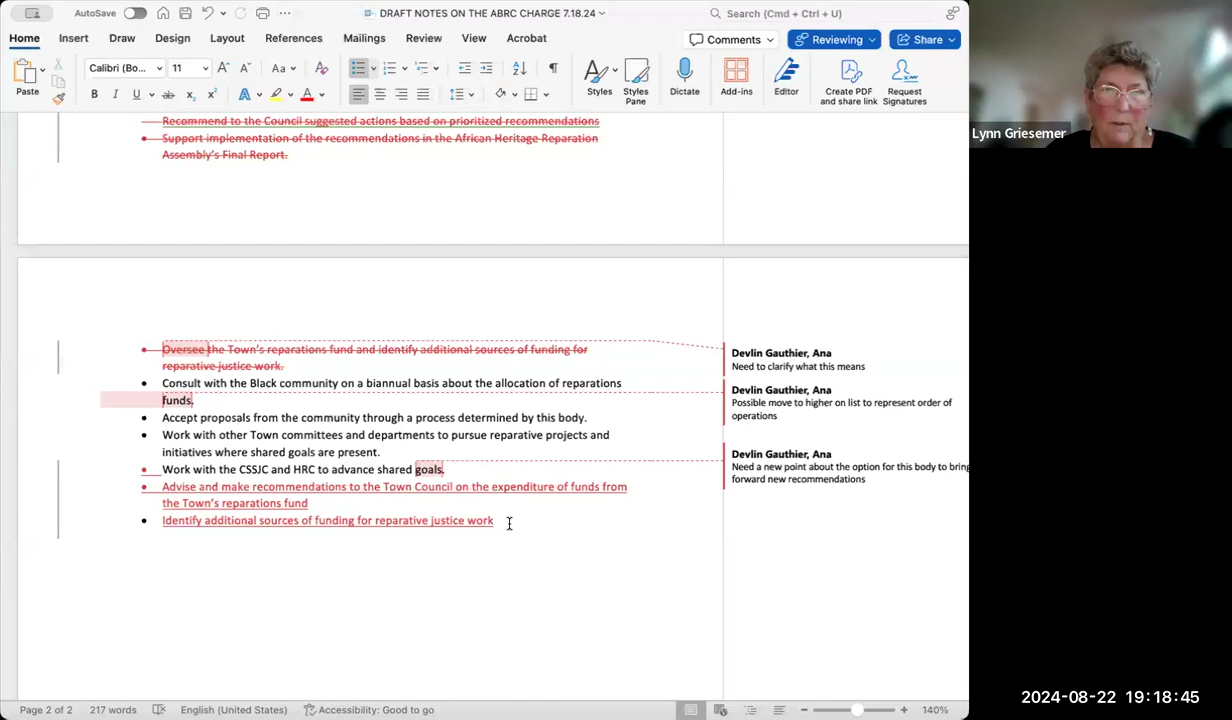 AutoSave
DRAFT NOTES ON THE ABRC CHARGE 7.18.24
Search (Cmd + Ctrl + U)
Home Insert Draw Design Layout References Mailings Review View Acrobat
Comments Reviewing Share
Paste
Calibri (Bo... 11
Aa
B I U ab x₂ x² A A
Styles
Styles Pane
Dictate
Add-ins
Editor
Create PDF and share link
Request Signatures
Recommend to the Council suggested actions based on prioritized recommendations
Support implementation of the recommendations in the African Heritage Reparation
Assembly's Final Report.
Oversee the Town's reparations fund and identify additional sources of funding for
reparative justice work.
Consult with the Black community on a biannual basis about the allocation of reparations
funds.
Accept proposals from the community through a process determined by this body.
Work with other Town committees and departments to pursue reparative projects and
initiatives where shared goals are present.
Work with the CSSJC and HRC to advance shared goals.
Advise and make recommendations to the Town Council on the expenditure of funds from
the Town's reparations fund
Identify additional sources of funding for reparative justice work
Devlin Gauthier, Ana
Need to clarify what this means
Devlin Gauthier, Ana
Possible move to higher on list to represent order of
operations
Devlin Gauthier, Ana
Need a new point about the option for this body to bring
forward new recommendations
Page 2 of 2 217 words English (United States) Accessibility: Good to go 140%
Lynn Griesemer
2024-08-22 19:18:45